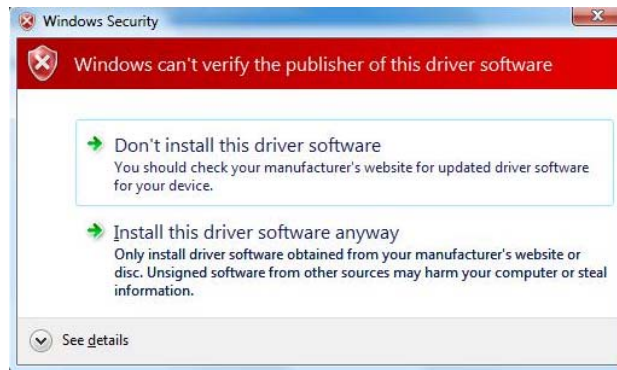 Windows Security
Windows can't verify the publisher of this driver software
Don't install this driver software
You should check your manufacturer's website for updated driver software
for your device.
Install this driver software anyway
Only install driver software obtained from your manufacturer's website or
disc. Unsigned software from other sources may harm your computer or steal
information.
See details